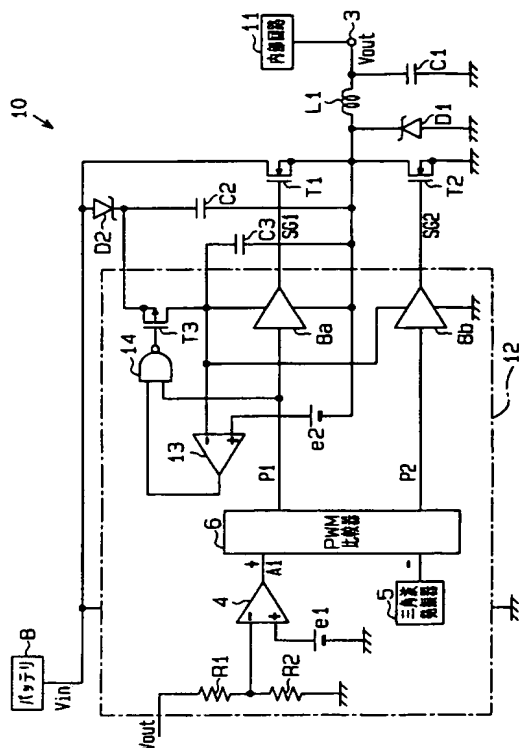 10
11
内部回路
3
Vout
L1
C1
D1
D2
C2
T1
T2
C3
SG1
SG2
14
T3
8a
8b
13
e2
12
P1
P2
6
PWM
比較器
4
A1
+
-
5
三角波
発振器
-
+
e1
R1
R2
Vout
B
バッテリ
Vin
-
+